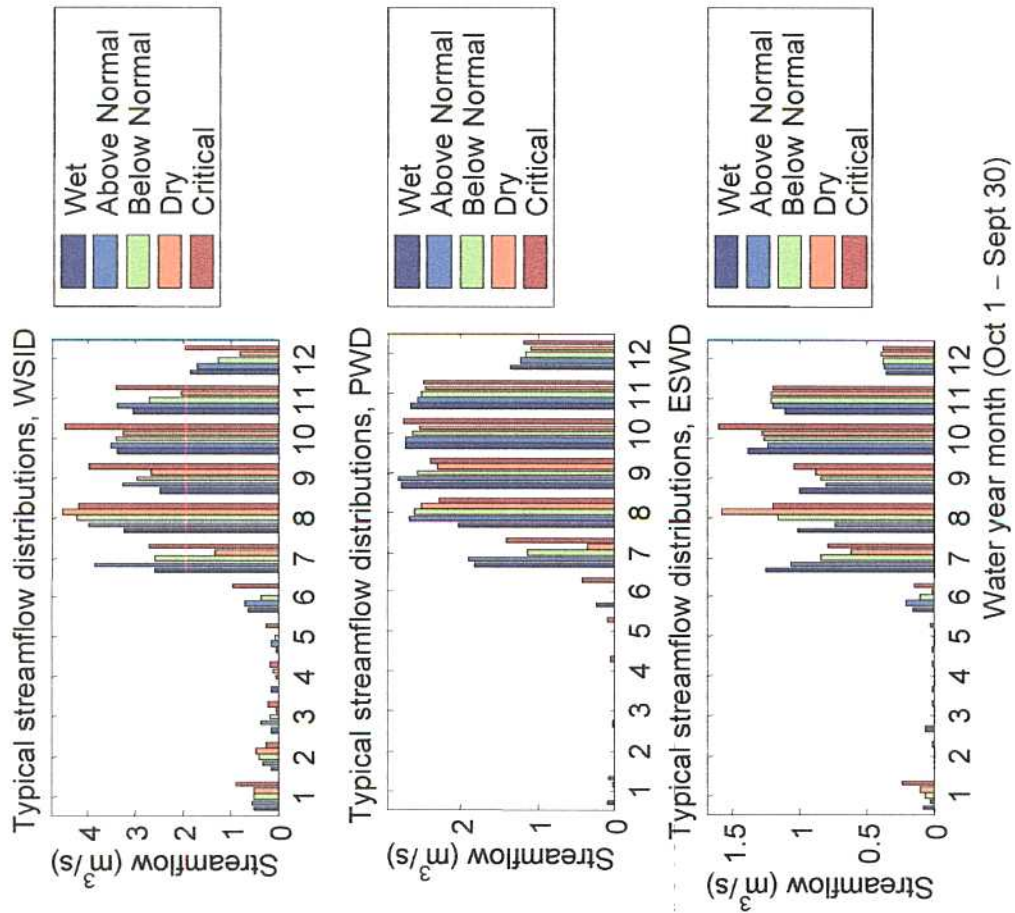 Typical streamflow distributions, WSID
Streamflow (m³/s)
4
3
2
1
0
1 2 3 4 5 6 7 8 9 10 11 12
Wet
Above Normal
Below Normal
Dry
Critical
Typical streamflow distributions, PWD
Streamflow (m³/s)
2
1
0
1 2 3 4 5 6 7 8 9 10 11 12
Wet
Above Normal
Below Normal
Dry
Critical
Typical streamflow distributions, ESWD
Streamflow (m³/s)
1.5
1
0.5
0
1 2 3 4 5 6 7 8 9 10 11 12
Wet
Above Normal
Below Normal
Dry
Critical
Water year month (Oct 1 – Sept 30)